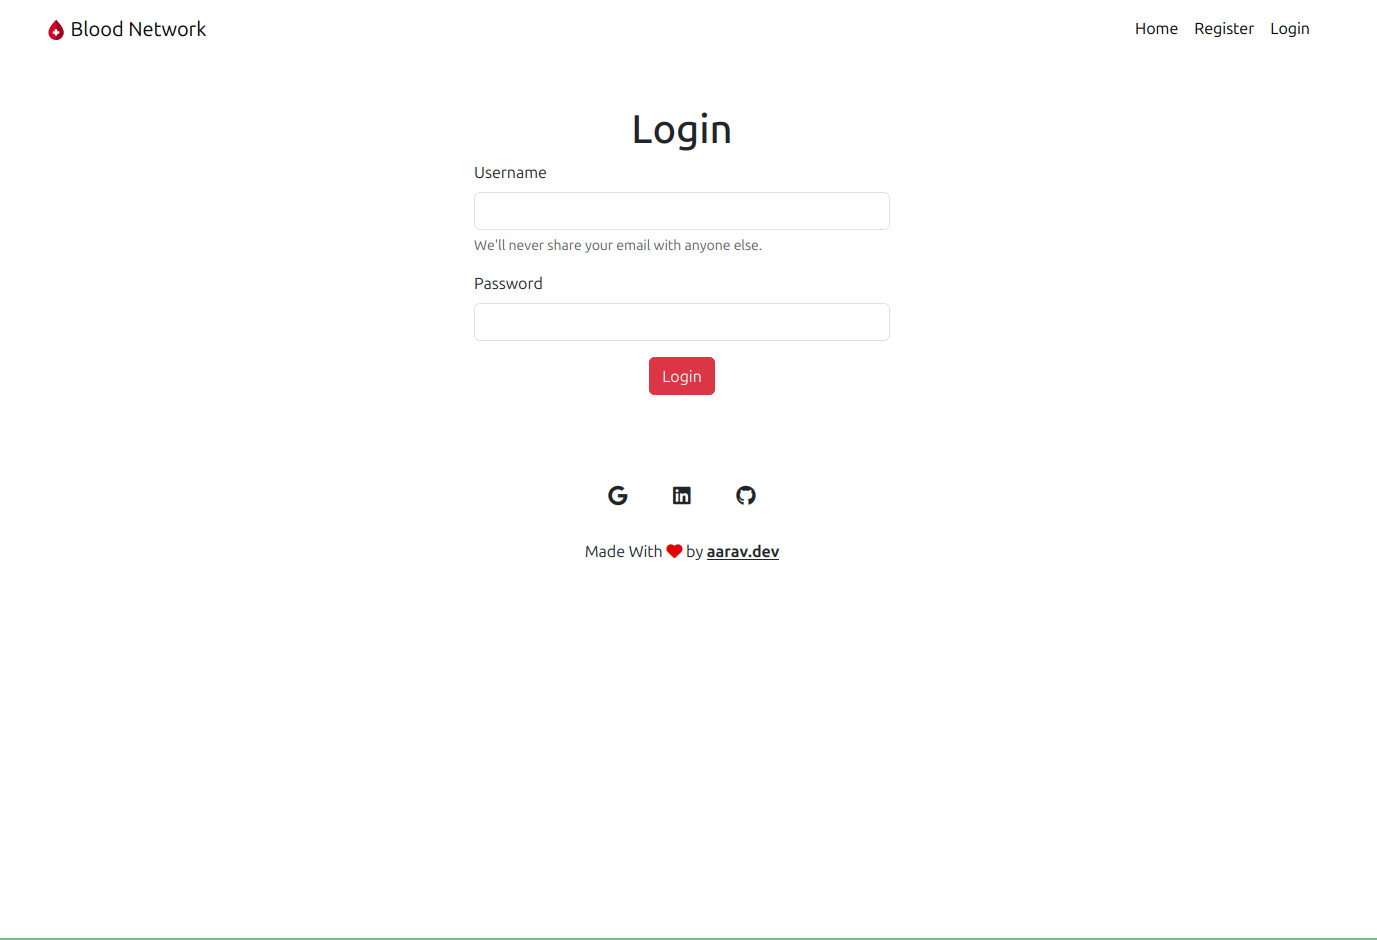 Blood Network
Home Register Login
Login
Username
We'll never share your email with anyone else.
Password
Login
Made With by aarav.dev